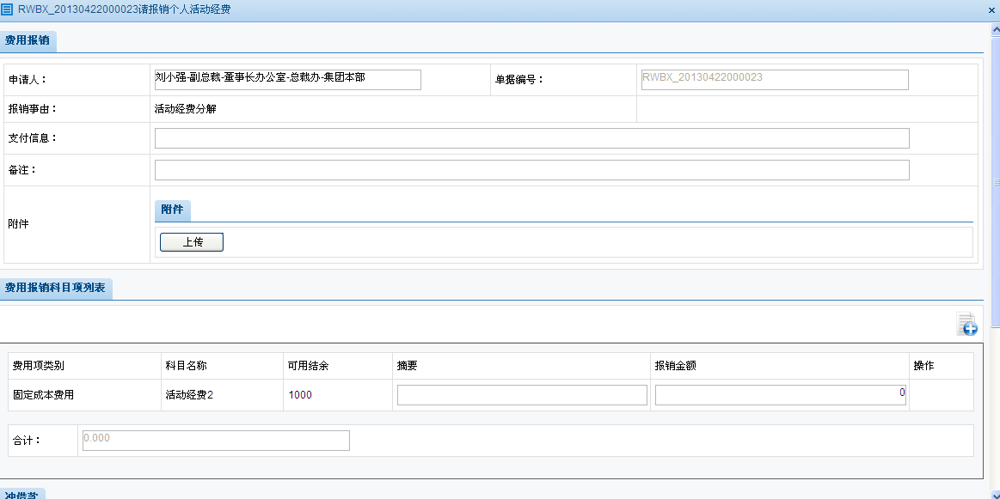 RWBX_20130422000023请报销个人活动经费
费用报销
申请人： 刘小强-副总裁-董事长办公室-总裁办-集团本部 单据编号： RWBX_20130422000023
报销事由： 活动经费分解
支付信息：
备注：
附件
附件
上传
费用报销科目项列表
费用项类别 科目名称 可用结余 摘要 报销金额 操作
固定成本费用 活动经费2 1000 0
合计： 0.000
冲借款